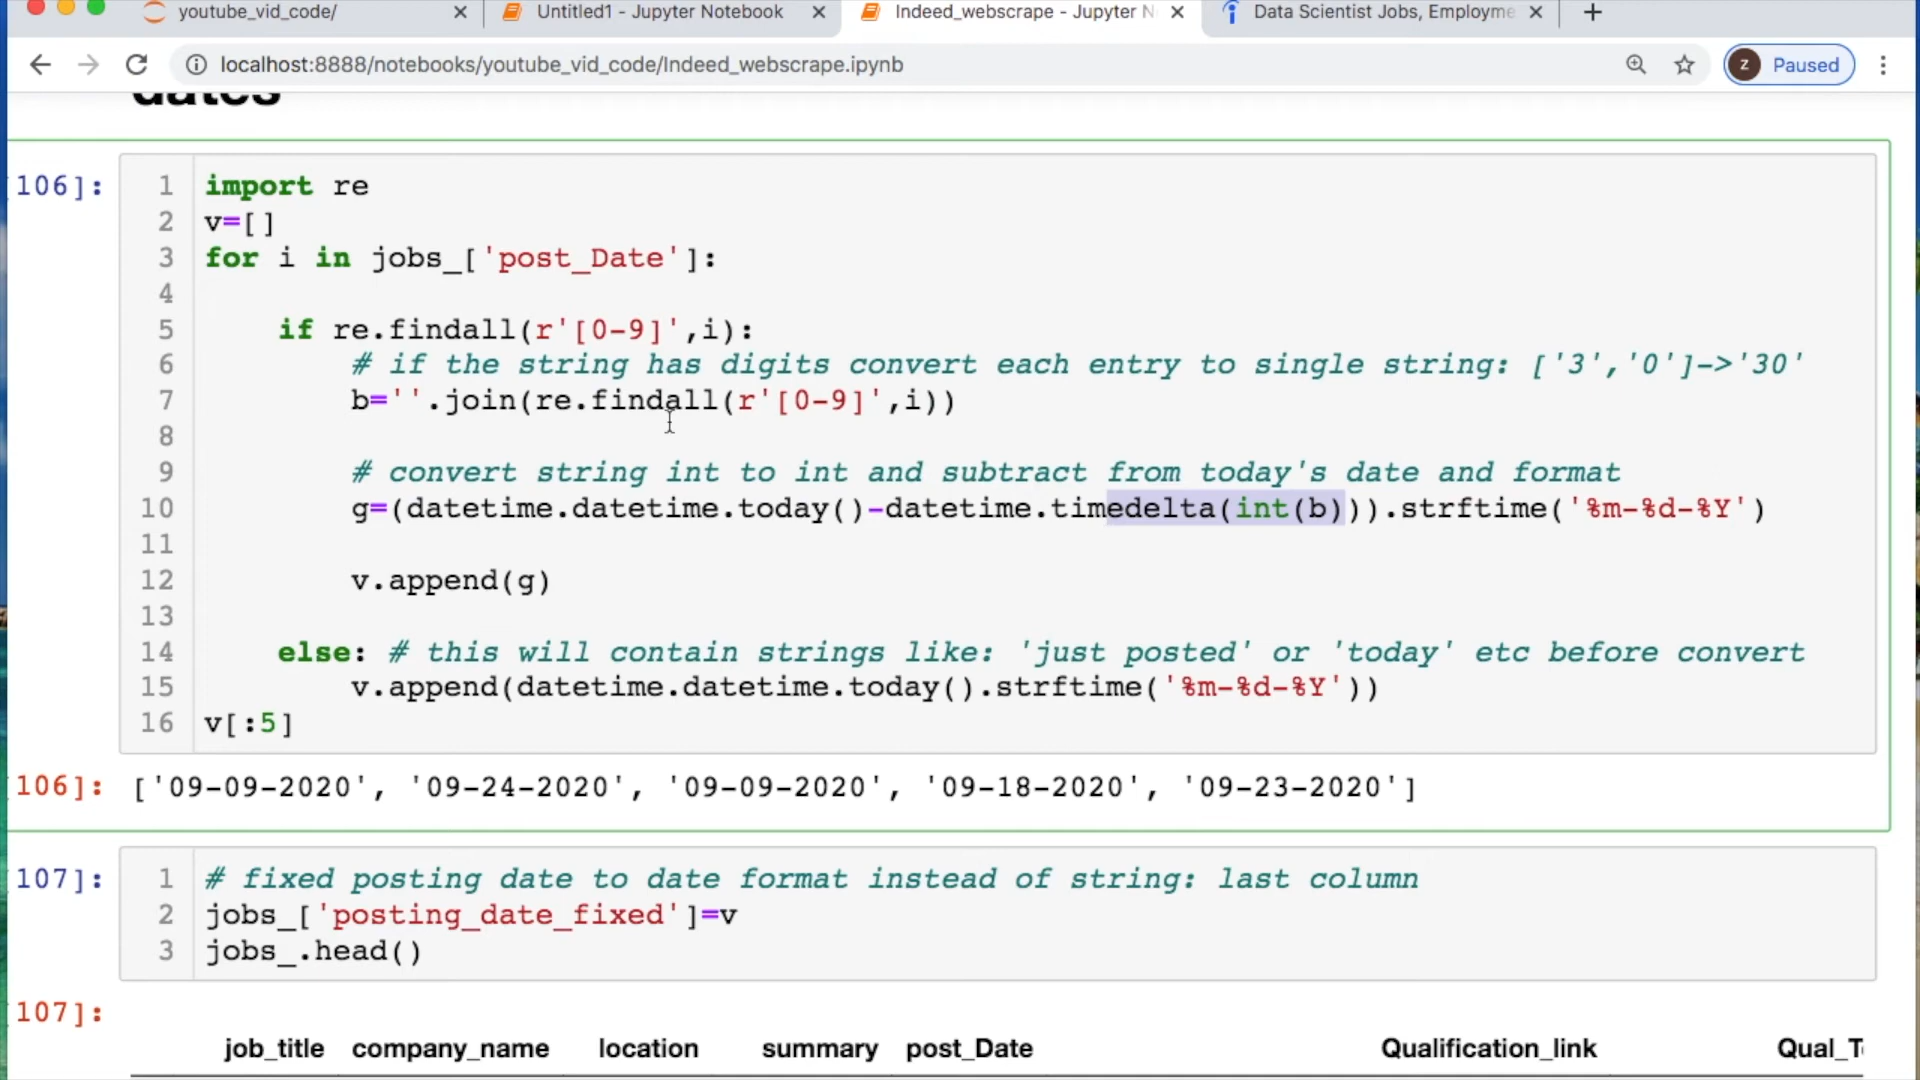 youtube_vid_code/
Untitled1 - Jupyter Notebook
Indeed_webscrape - Jupyter N
Data Scientist Jobs, Employme
localhost:8888/notebooks/youtube_vid_code/Indeed_webscrape.ipynb
z Paused
dates
106]:
1 import re
2 v=[]
3 for i in jobs_['post_Date']:
4
5 if re.findall(r'[0-9]',i):
6 # if the string has digits convert each entry to single string: ['3','0']->'30'
7 b=''.join(re.findall(r'[0-9]',i))
8
9 # convert string int to int and subtract from today's date and format
10 g=(datetime.datetime.today()-datetime.timedelta(int(b))).strftime('%m-%d-%Y')
11
12 v.append(g)
13
14 else: # this will contain strings like: 'just posted' or 'today' etc before convert
15 v.append(datetime.datetime.today().strftime('%m-%d-%Y'))
16 v[:5]
106]: ['09-09-2020', '09-24-2020', '09-09-2020', '09-18-2020', '09-23-2020']
107]:
1 # fixed posting date to date format instead of string: last column
2 jobs_['posting_date_fixed']=v
3 jobs_.head()
107]:
job_title company_name location summary post_Date Qualification_link Qual_T